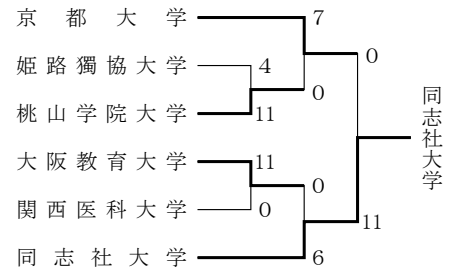 京都大学 7
0
姫路獨協大学 4
0
桃山学院大学 11
同志社大学
大阪教育大学 11
0
関西医科大学 0
11
同志社大学 6